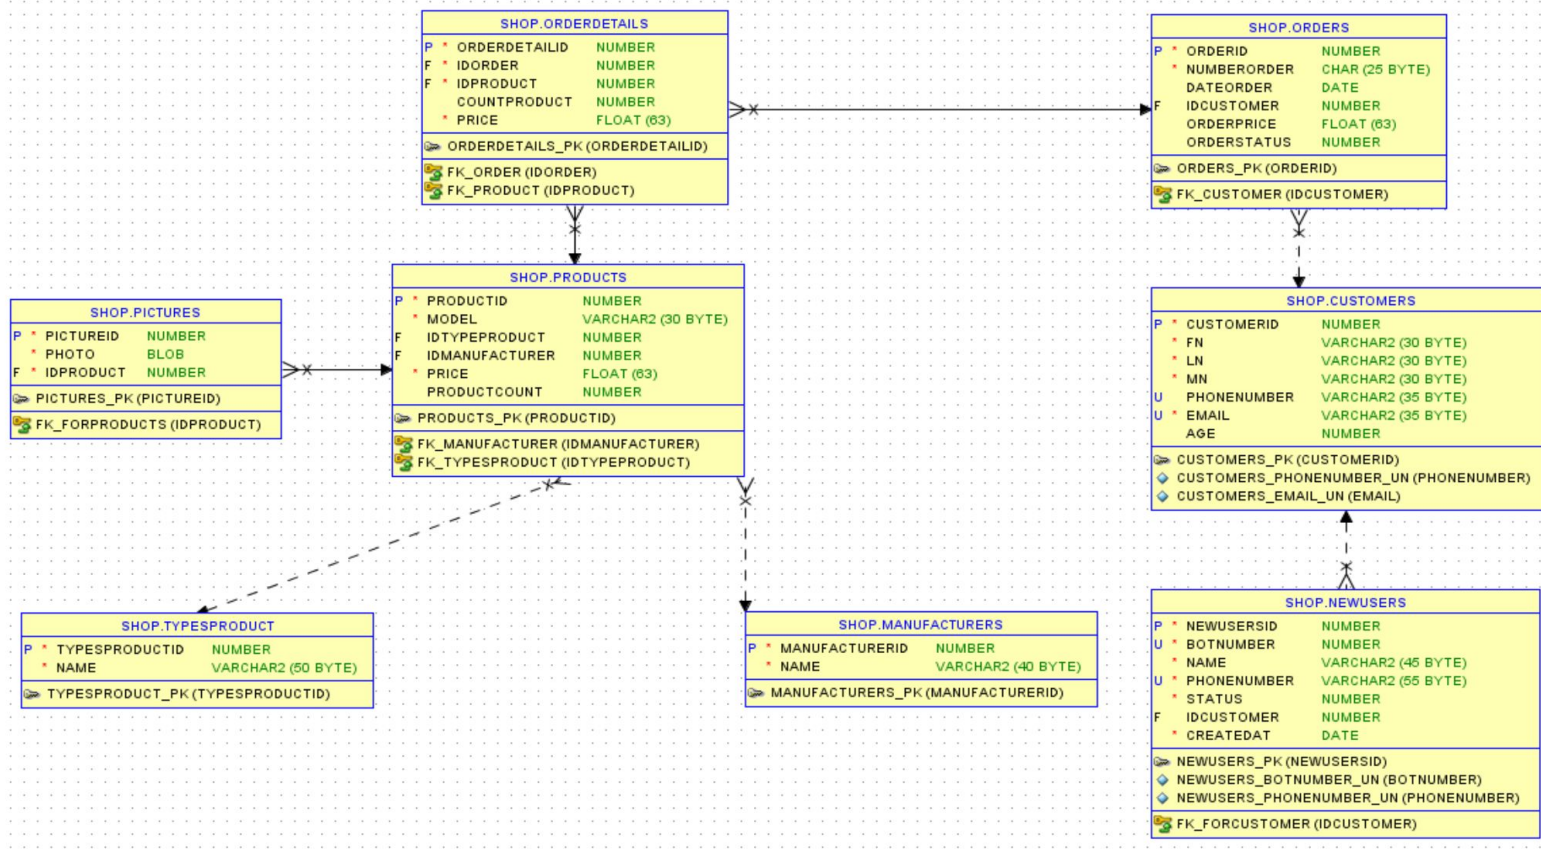 SHOP.ORDERDETAILS
P * ORDERDETAILID NUMBER
F * IDORDER NUMBER
F * IDPRODUCT NUMBER
COUNTPRODUCT NUMBER
* PRICE FLOAT (63)
ORDERDETAILS_PK (ORDERDETAILID)
FK_ORDER (IDORDER)
FK_PRODUCT (IDPRODUCT)
SHOP.ORDERS
P * ORDERID NUMBER
* NUMBERORDER CHAR (25 BYTE)
DATEORDER DATE
F IDCUSTOMER NUMBER
ORDERPRICE FLOAT (63)
ORDERSTATUS NUMBER
ORDERS_PK (ORDERID)
FK_CUSTOMER (IDCUSTOMER)
SHOP.PICTURES
P * PICTUREID NUMBER
* PHOTO BLOB
F * IDPRODUCT NUMBER
PICTURES_PK (PICTUREID)
FK_FORPRODUCTS (IDPRODUCT)
SHOP.PRODUCTS
P * PRODUCTID NUMBER
* MODEL VARCHAR2 (30 BYTE)
F IDTYPEPRODUCT NUMBER
F IDMANUFACTURER NUMBER
* PRICE FLOAT (63)
PRODUCTCOUNT NUMBER
PRODUCTS_PK (PRODUCTID)
FK_MANUFACTURER (IDMANUFACTURER)
FK_TYPESPRODUCT (IDTYPEPRODUCT)
SHOP.CUSTOMERS
P * CUSTOMERID NUMBER
* FN VARCHAR2 (30 BYTE)
* LN VARCHAR2 (30 BYTE)
* MN VARCHAR2 (30 BYTE)
U PHONENUMBER VARCHAR2 (35 BYTE)
U * EMAIL VARCHAR2 (35 BYTE)
AGE NUMBER
CUSTOMERS_PK (CUSTOMERID)
CUSTOMERS_PHONENUMBER_UN (PHONENUMBER)
CUSTOMERS_EMAIL_UN (EMAIL)
SHOP.TYPESPRODUCT
P * TYPESPRODUCTID NUMBER
* NAME VARCHAR2 (50 BYTE)
TYPESPRODUCT_PK (TYPESPRODUCTID)
SHOP.MANUFACTURERS
P * MANUFACTURERID NUMBER
* NAME VARCHAR2 (40 BYTE)
MANUFACTURERS_PK (MANUFACTURERID)
SHOP.NEWUSERS
P * NEWUSERSID NUMBER
U * BOTNUMBER NUMBER
* NAME VARCHAR2 (45 BYTE)
U * PHONENUMBER VARCHAR2 (55 BYTE)
* STATUS NUMBER
F IDCUSTOMER NUMBER
* CREATEDAT DATE
NEWUSERS_PK (NEWUSERSID)
NEWUSERS_BOTNUMBER_UN (BOTNUMBER)
NEWUSERS_PHONENUMBER_UN (PHONENUMBER)
FK_FORCUSTOMER (IDCUSTOMER)